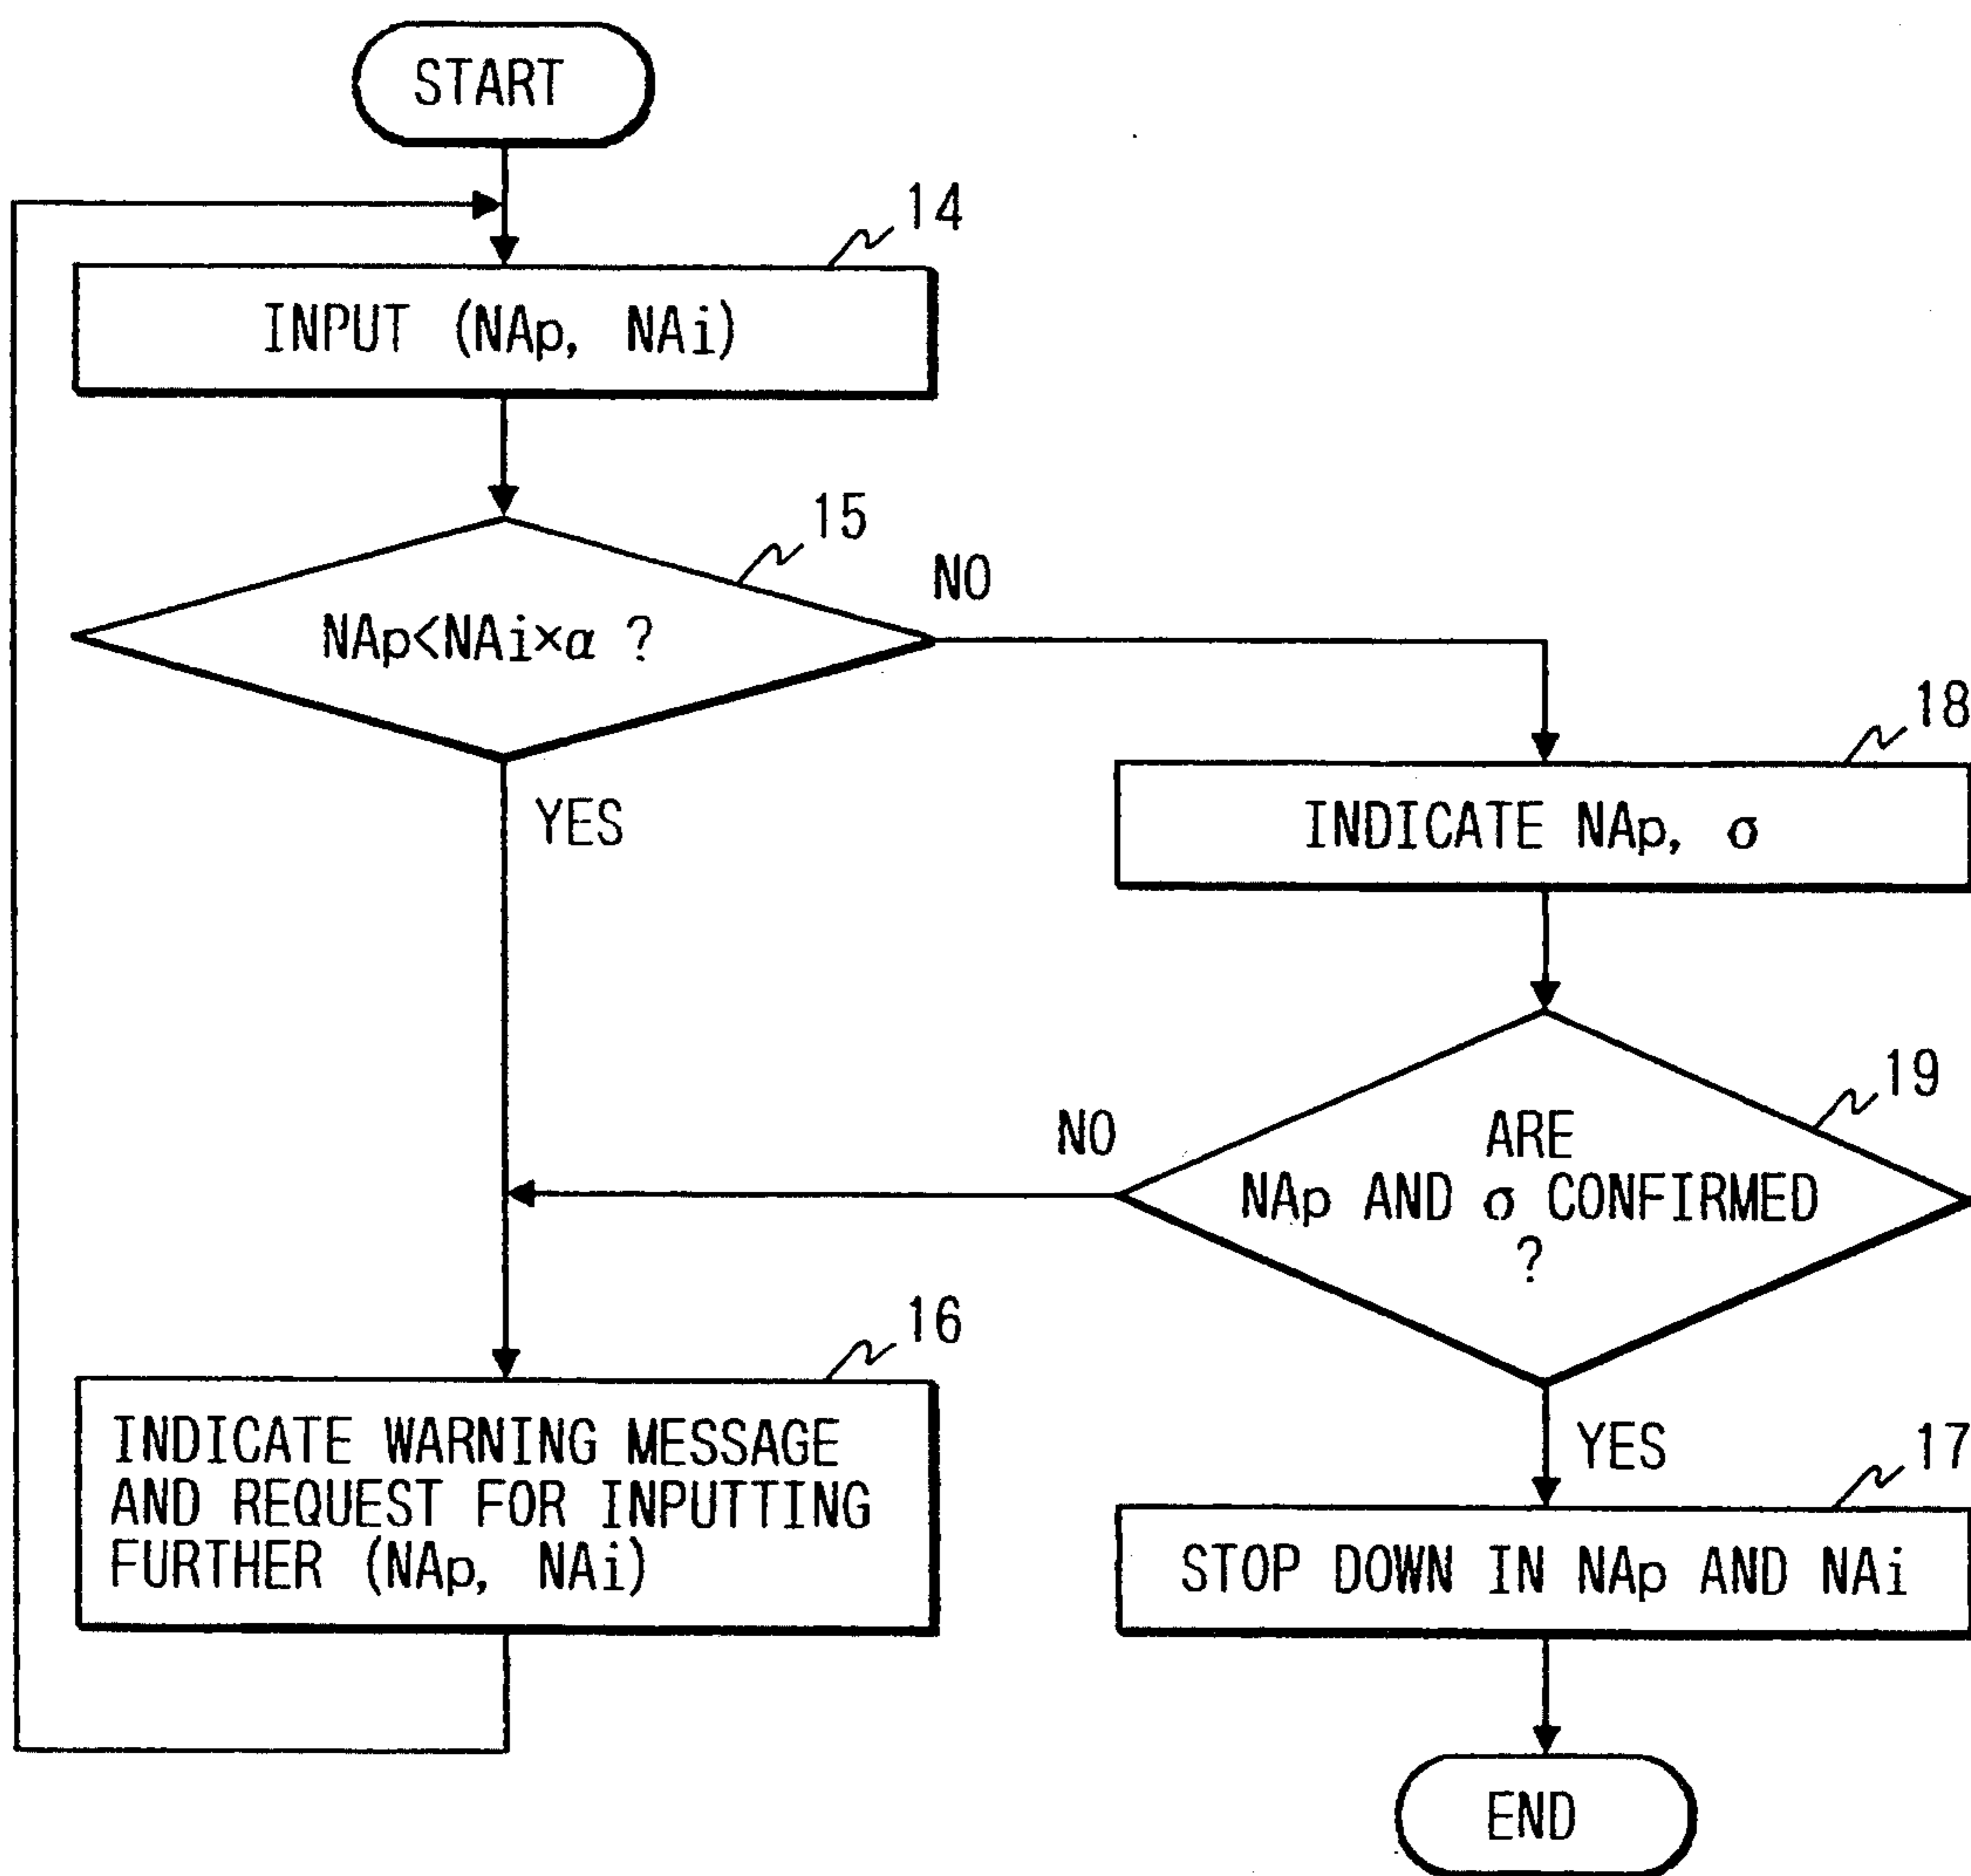 START
14
INPUT (NAp, NAi)
15
NO
NAp<NAi×α ?
YES
18
INDICATE NAp, σ
19
NO
ARE
NAp AND σ CONFIRMED
?
16
INDICATE WARNING MESSAGE
AND REQUEST FOR INPUTTING
FURTHER (NAp, NAi)
YES
17
STOP DOWN IN NAp AND NAi
END